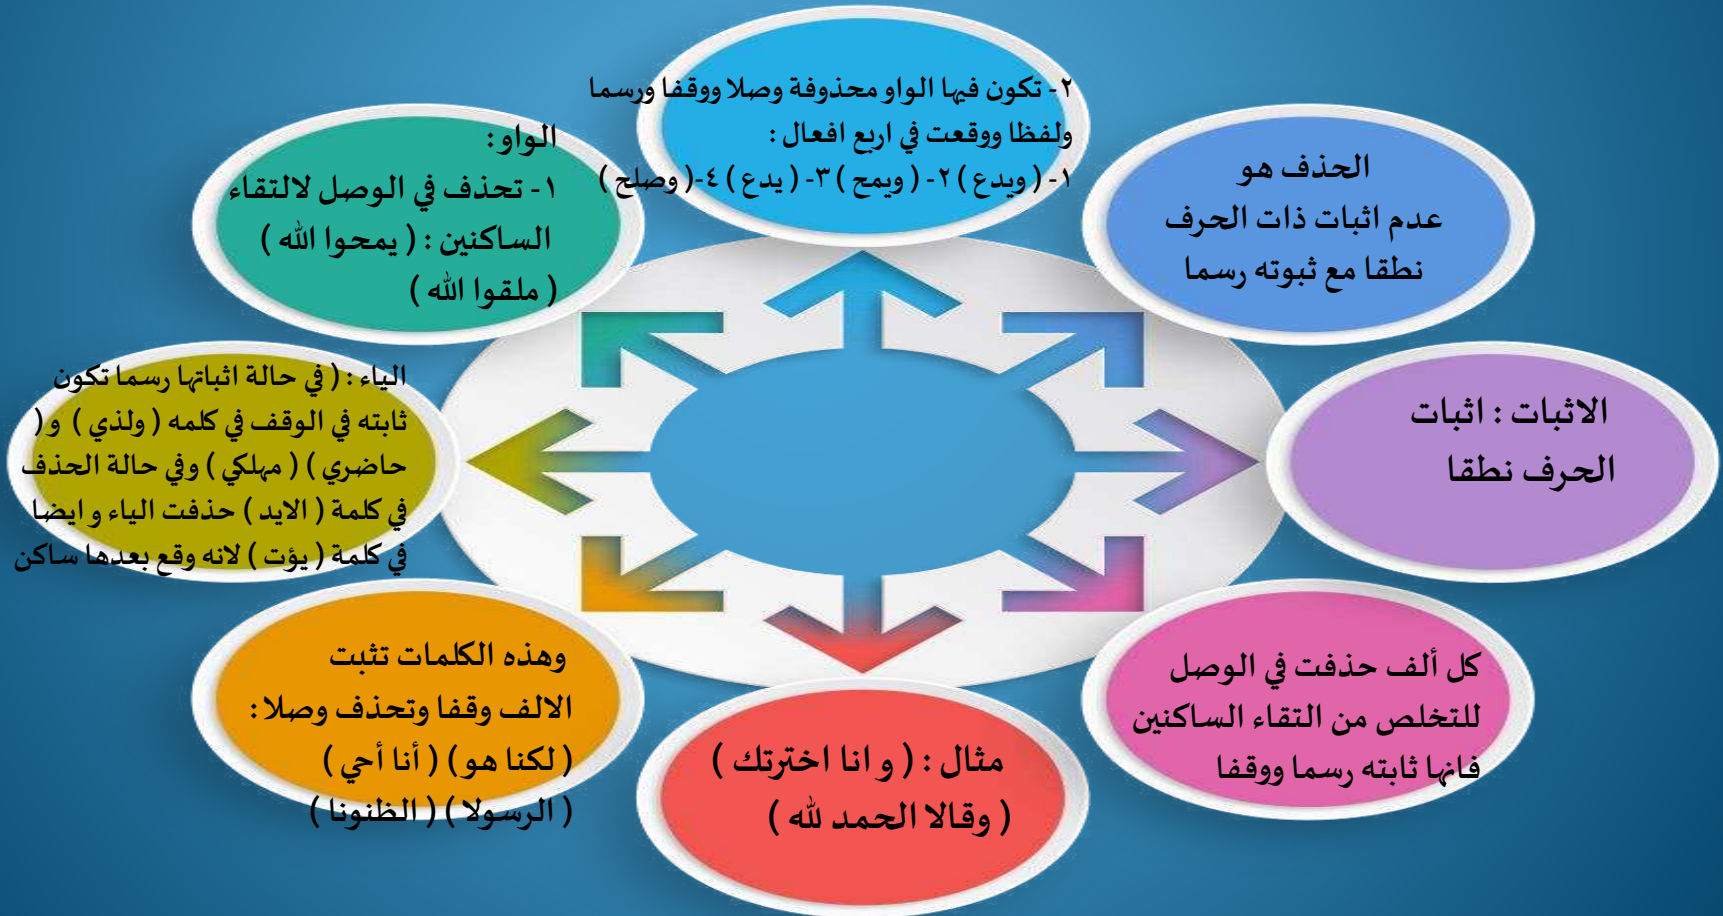 الحذف هو
عدم اثبات ذات الحرف
نطقا مع ثبوته رسما
الاثبات : اثبات
الحرف نطقا
كل ألف حذفت في الوصل
للتخلص من التقاء الساكنين
فانها ثابته رسما ووقفا
مثال : ( و انا اخترتك )
( وقالا الحمد لله )
وهذه الكلمات تثبت
الالف وقفا وتحذف وصلا :
( لكنا هو ) ( أنا أحي )
( الرسولا ) ( الظنونا )
الياء : ( في حالة اثباتها رسما تكون
ثابته في الوقف في كلمه ( ولذي ) و (
حاضري ) ( مهلكي ) وفي حالة الحذف
في كلمة ( الايد ) حذفت الياء و ايضا
في كلمة ( يؤت ) لانه وقع بعدها ساكن
الواو :
١- تحذف في الوصل لالتقاء
الساكنين : ( يمحوا الله )
( ملقوا الله )
٢- تكون فيها الواو محذوفة وصلا ووقفا ورسما
ولفظا ووقعت في اربع افعال :
١- ( ويدع ) ٢- ( ويمح ) ٣- ( يدع ) ٤-( وصلح )